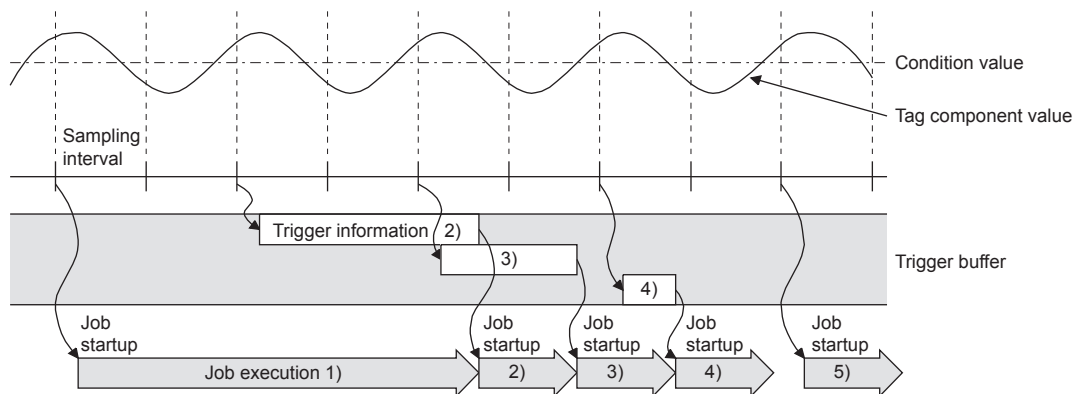 Condition value
Tag component value
Sampling
interval
Trigger information 2)
3)
Trigger buffer
4)
Job
startup
Job
startup
Job
startup
Job
startup
Job
startup
Job execution 1)
2)
3)
4)
5)